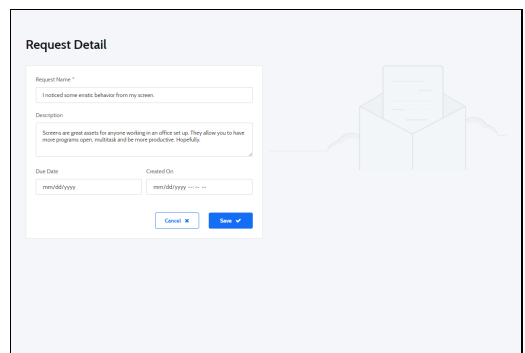 Request Detail
Request Name *
I noticed some erratic behavior from my screen.
Description
Screens are great assets for anyone working in an office set up. They allow you to have
more programs open, multitask and be more productive. Hopefully.
Due Date
Created On
mm/dd/yyyy
mm/dd/yyyy --:-- --
Cancel ✖
Save ✔